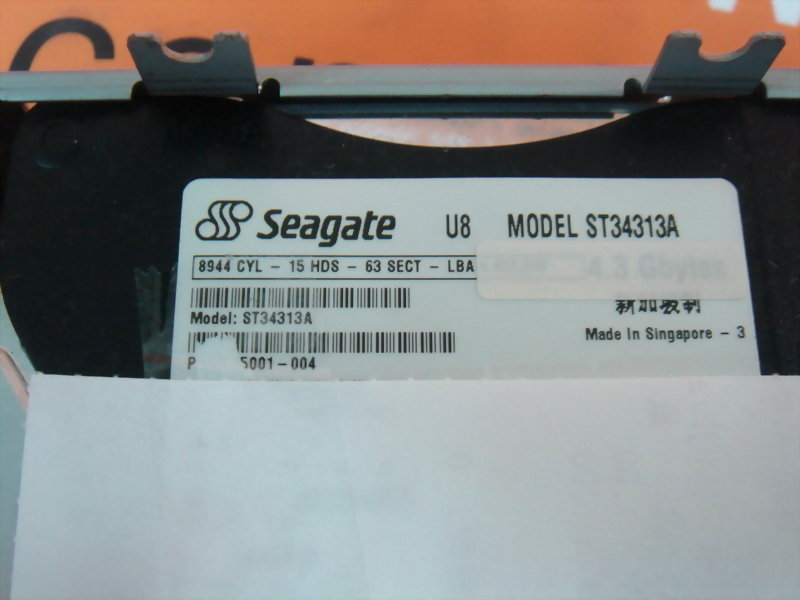 Seagate U8 MODEL ST34313A
8944 CYL - 15 HDS - 63 SECT - LBA
4.3 Gbytes
Model: ST34313A
新加坡制
Made In Singapore - 3
P 5001-004